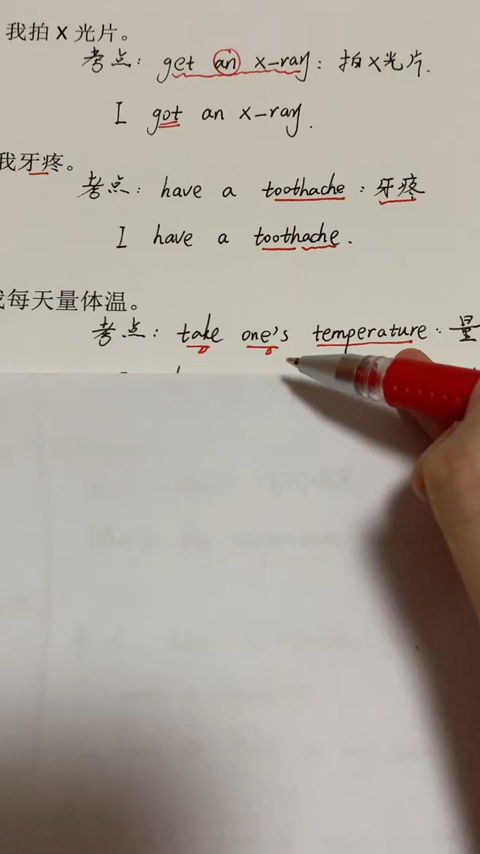 我拍X光片。
考点：get an x-ray：拍X光片.
I got an x-ray.
我牙疼。
考点：have a toothache：牙疼
I have a toothache.
每天量体温。
考点：take one's temperature：量